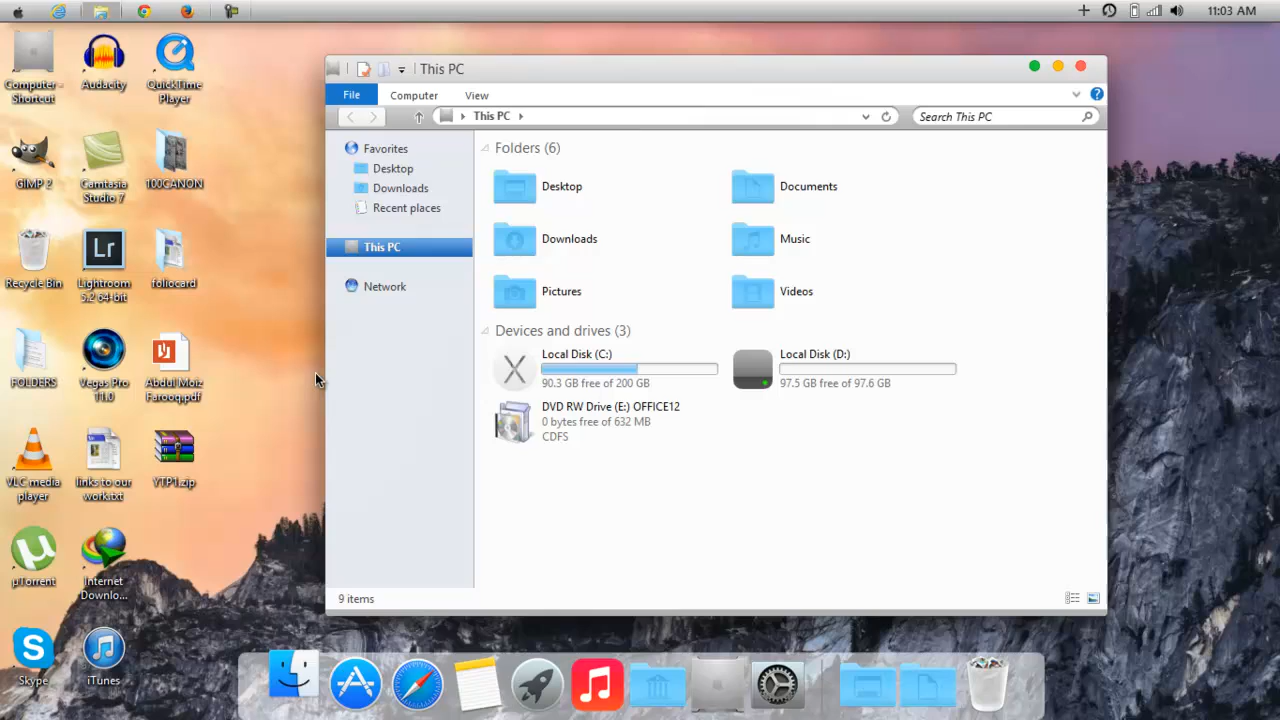 11:03 AM
Computer -
Shortcut
Audacity
QuickTime
Player
GIMP 2
Camtasia
Studio 7
100CANON
Recycle Bin
Lr
Lightroom
5.2 64-bit
foliocard
FOLDERS
Vegas Pro
11.0
Abdul Moiz
Farooq.pdf
VLC media
player
links to our
work.txt
YTP1.zip
µTorrent
Internet
Downlo...
Skype
iTunes
This PC
File
Computer
View
This PC
Search This PC
Favorites
Desktop
Downloads
Recent places
This PC
Network
Folders (6)
Desktop
Documents
Downloads
Music
Pictures
Videos
Devices and drives (3)
Local Disk (C:)
90.3 GB free of 200 GB
Local Disk (D:)
97.5 GB free of 97.6 GB
DVD RW Drive (E:) OFFICE12
0 bytes free of 632 MB
CDFS
9 items